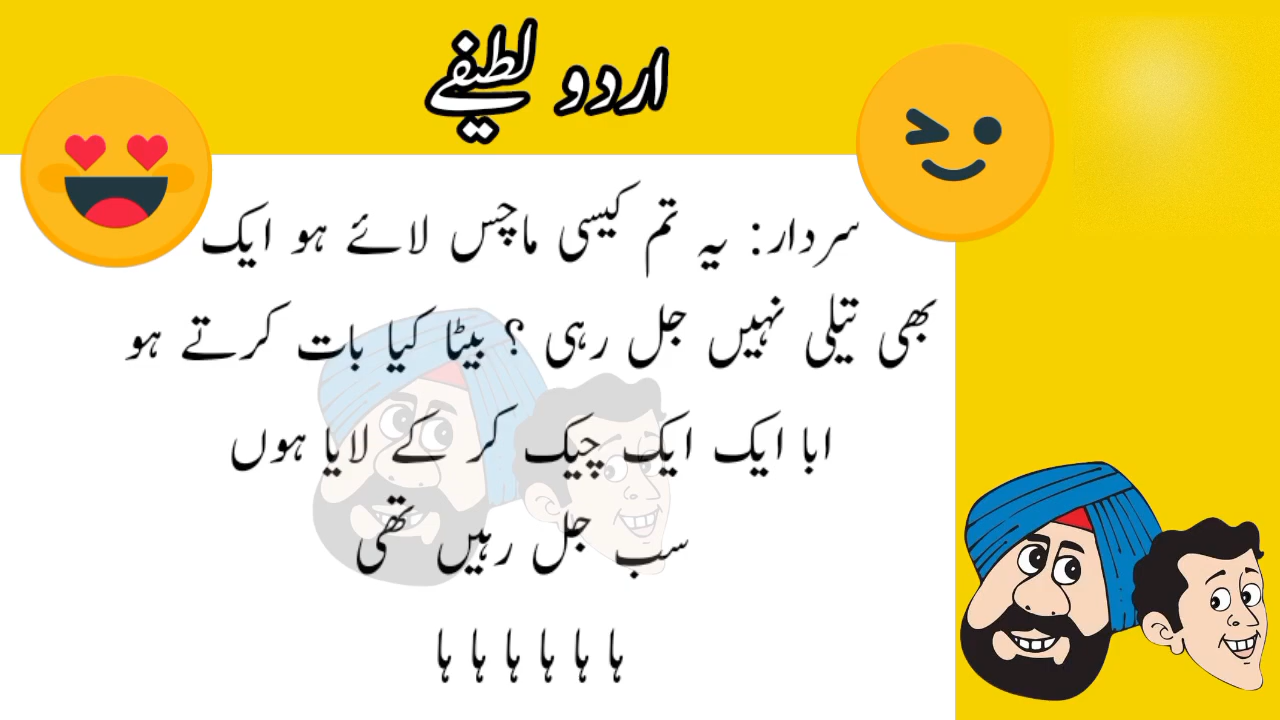 اردو لطیفے
سردار: یہ تم کیسی ماچس لائے ہو ایک
بھی تیلی نہیں جل رہی ؟ بیٹا کیا بات کرتے ہو
ابا ایک ایک چیک کر کے لایا ہوں
سب جل رہیں تھی
ہا ہا ہا ہا ہا ہا